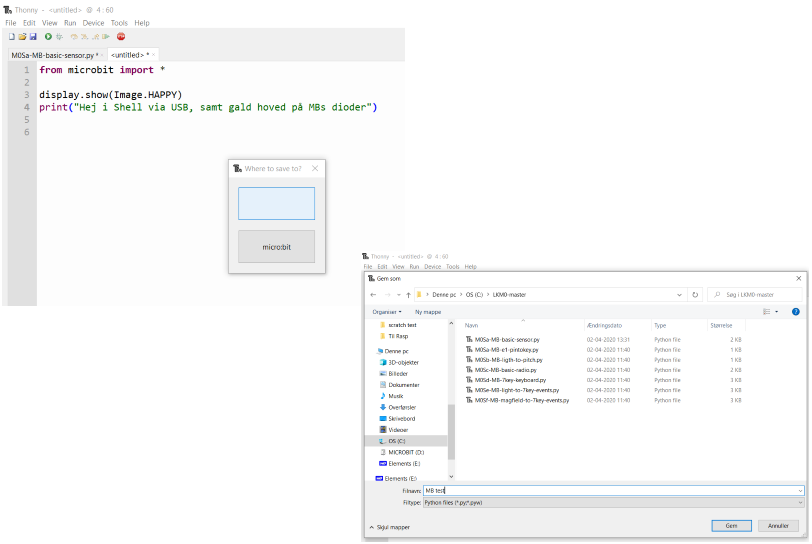 Thonny - <untitled> @ 4 : 60
File Edit View Run Device Tools Help
M0Sa-MB-basic-sensor.py *
<untitled> *
1 from microbit import *
2
3 display.show(Image.HAPPY)
4 print("Hej i Shell via USB, samt gald hoved på MBs dioder")
5
6
Where to save to?
micro:bit
Thonny - <untitled> @ 4 : 60
File Edit View Run Device Tools Help
Gem som
Denne pc > OS (C:) > LKM0-master
Søg i LKM0-master
Organiser
Ny mappe
scratch test
Til Rasp
Denne pc
3D-objekter
Billeder
Dokumenter
Musik
Overførsler
Skrivebord
Videoer
OS (C:)
MICROBIT (D:)
Elements (E:)
Elements (E:)
Navn Ændringsdato Type Størrelse
M0Sa-MB-basic-sensor.py 02-04-2020 13:31 Python file 2 KB
M0Sa-MB-e1-pintokey.py 02-04-2020 11:40 Python file 1 KB
M0Sb-MB-ligth-to-pitch.py 02-04-2020 11:40 Python file 1 KB
M0Sc-MB-basic-radio.py 02-04-2020 11:40 Python file 2 KB
M0Sd-MB-7key-keyboard.py 02-04-2020 11:40 Python file 3 KB
M0Se-MB-light-to-7key-events.py 02-04-2020 11:40 Python file 3 KB
M0Sf-MB-magfield-to-7key-events.py 02-04-2020 11:40 Python file 3 KB
Filnavn: MB test
Filtype: Python files (*.py;*.pyw)
Skjul mapper
Gem
Annuller